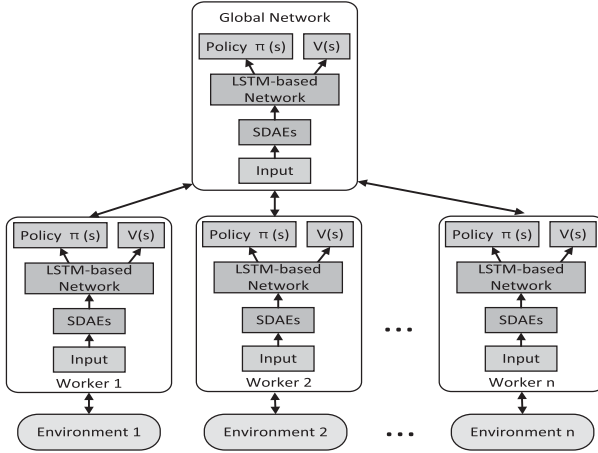 Global Network
Policy π (s) V(s)
LSTM-based
Network
SDAEs
Input
Policy π (s) V(s) Policy π (s) V(s) Policy π (s) V(s)
LSTM-based LSTM-based LSTM-based
Network Network Network
SDAEs SDAEs ... SDAEs
Input Input Input
Worker 1 Worker 2 Worker n
Environment 1 Environment 2 ... Environment n